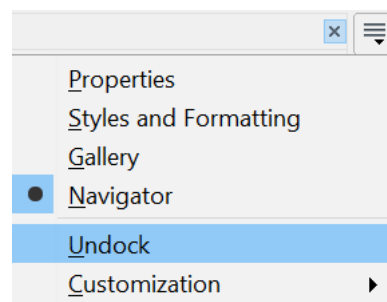 Properties
Styles and Formatting
Gallery
Navigator
Undock
Customization